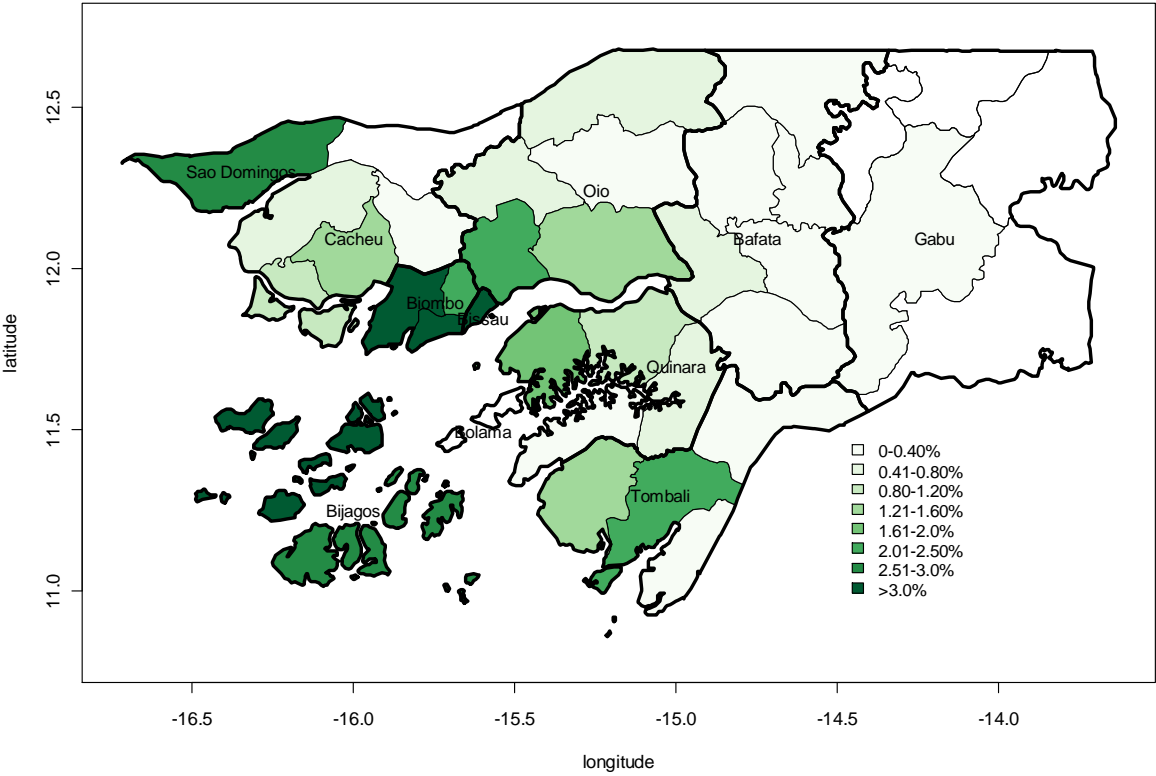 12.5
12.0
11.5
11.0
latitude
Sao Domingos
Oio
Cacheu
Bafata
Gabu
Biombo
Bissau
Quinara
Bolama
Tombali
Bijagos
0-0.40%
0.41-0.80%
0.80-1.20%
1.21-1.60%
1.61-2.0%
2.01-2.50%
2.51-3.0%
>3.0%
-16.5 -16.0 -15.5 -15.0 -14.5 -14.0
longitude